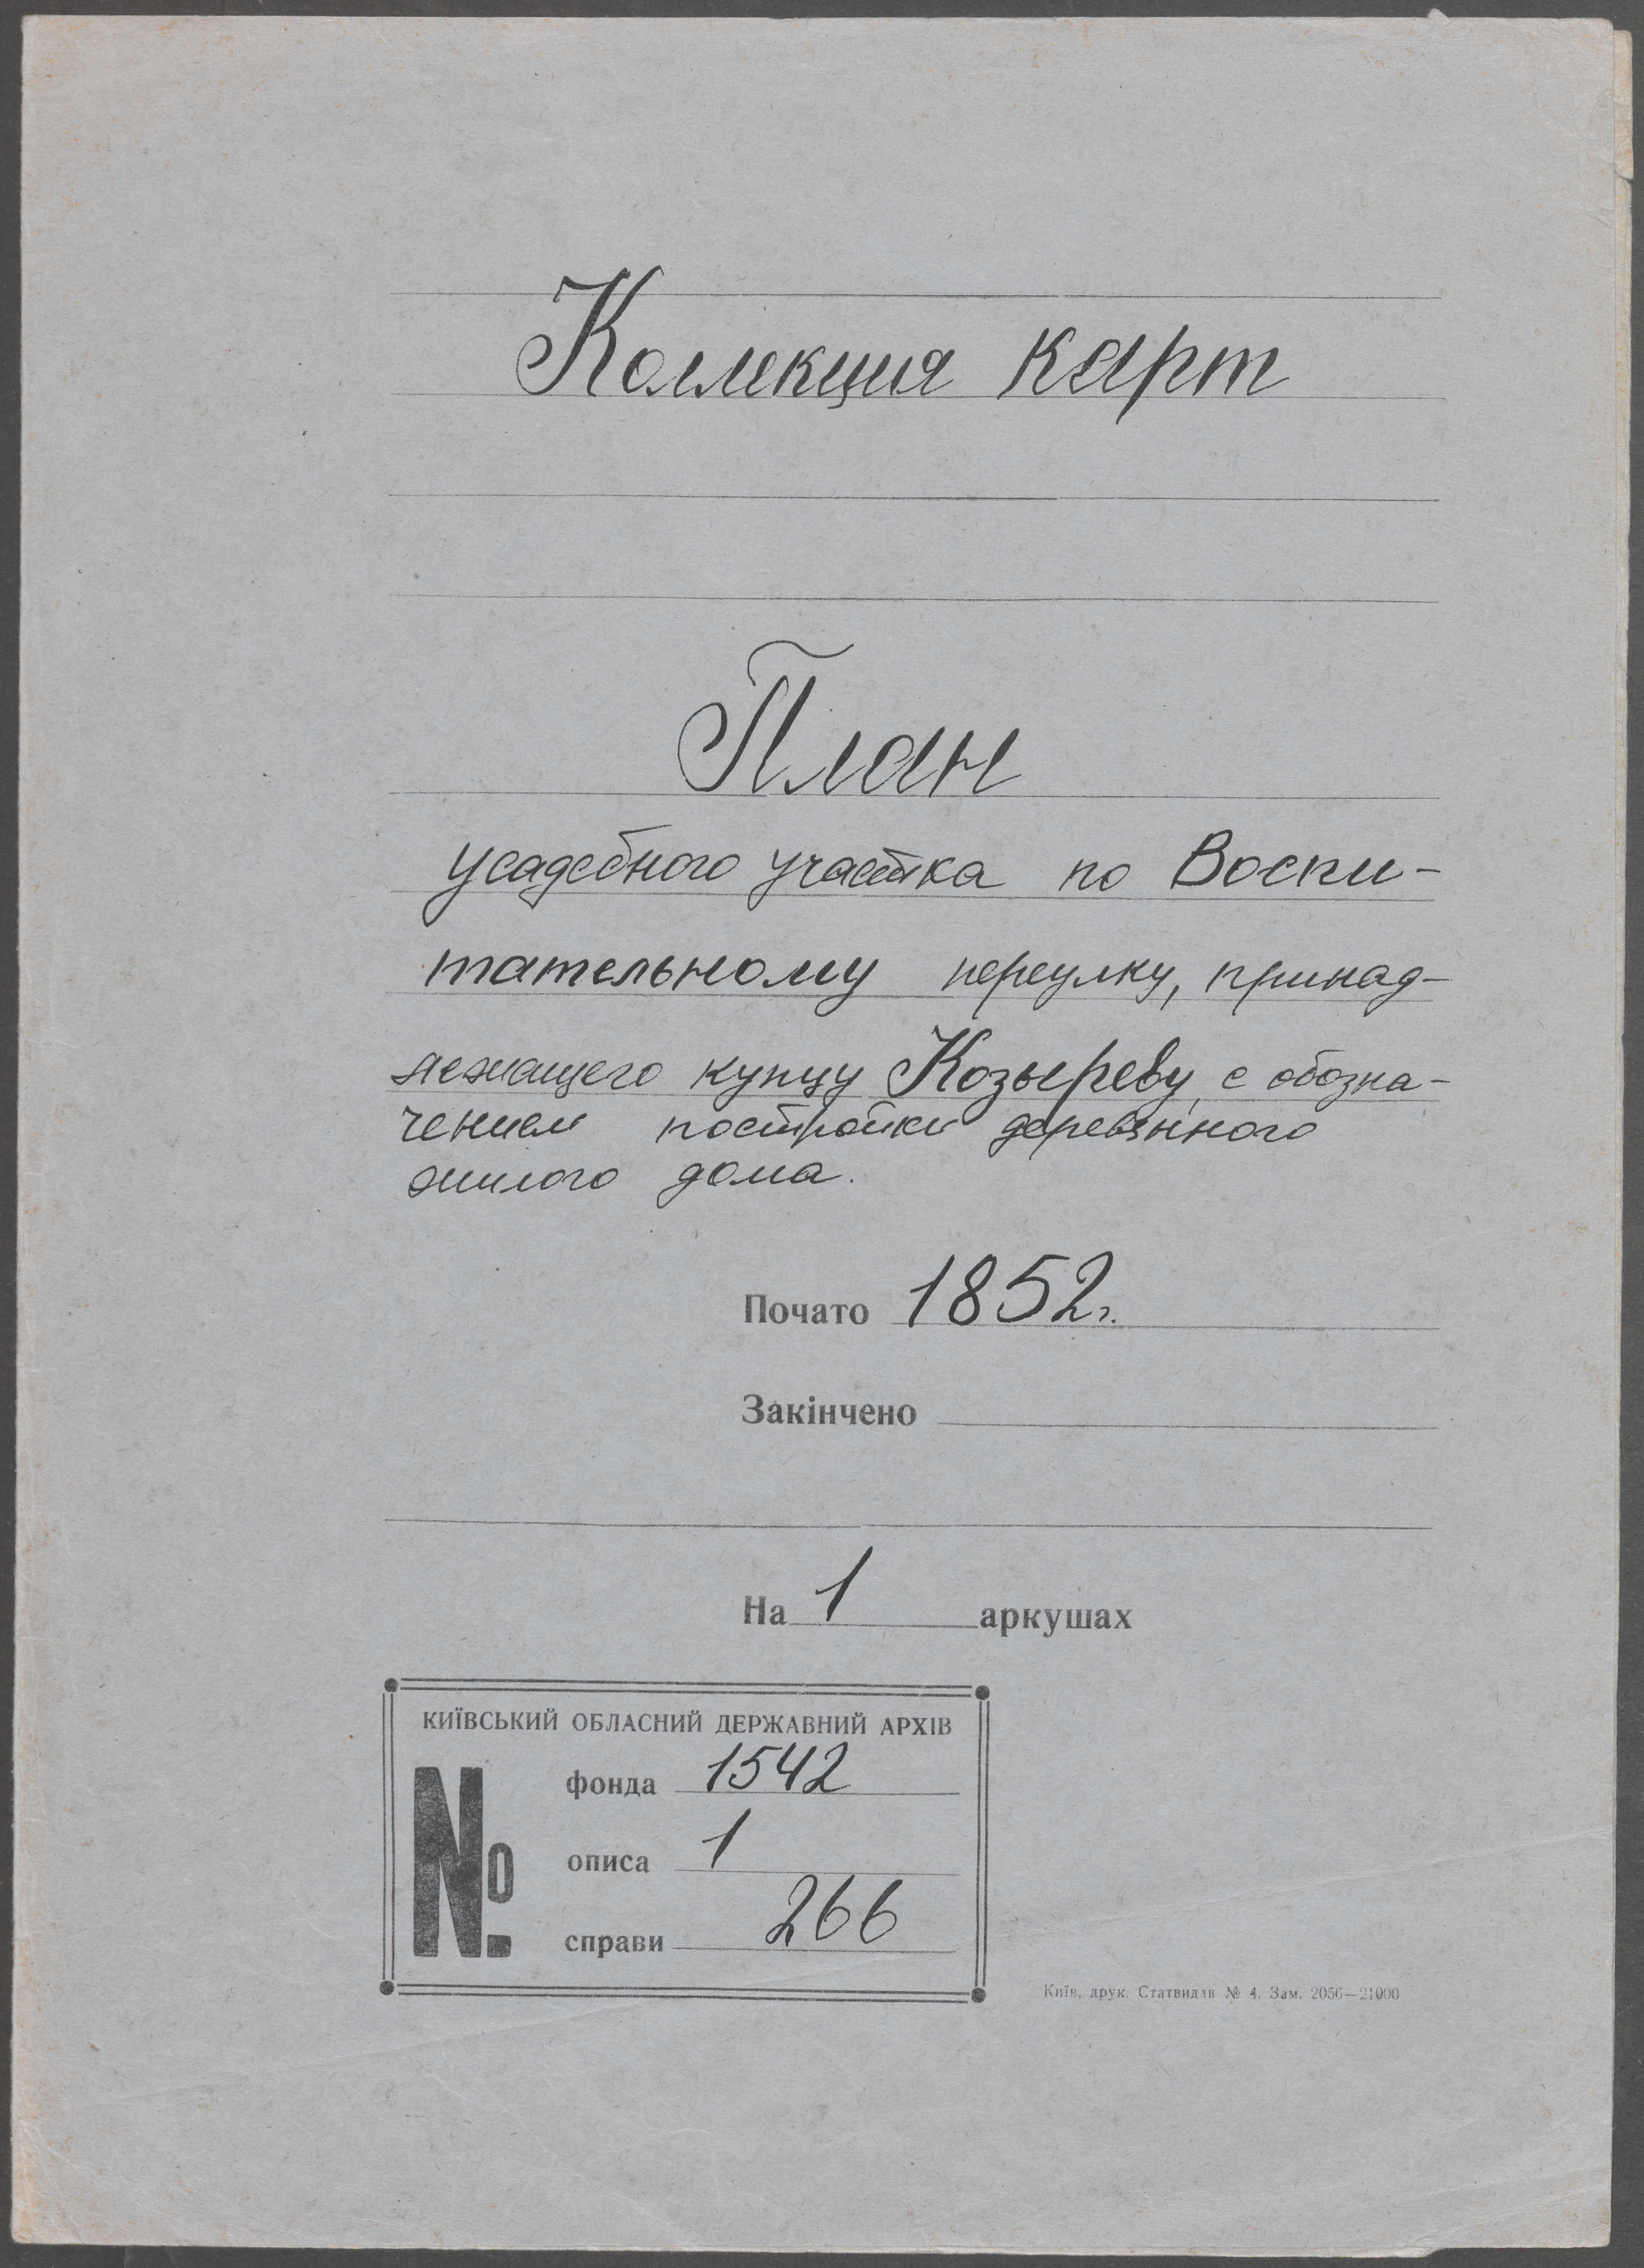 Коллекция карт
План
усадебного участка по Воспи-
тательному переулку, принад-
лежащего купцу Козыреву, с обозна-
чением постройки деревянного
жилого дома.
Почато 1852г.
Закінчено
На 1 аркушах
КИЇВСЬКИЙ ОБЛАСНИЙ ДЕРЖАВНИЙ АРХІВ
№
фонда 1542
описа 1
справи 266
Київ, друк. Статвидав № 4. Зам. 2056—21000